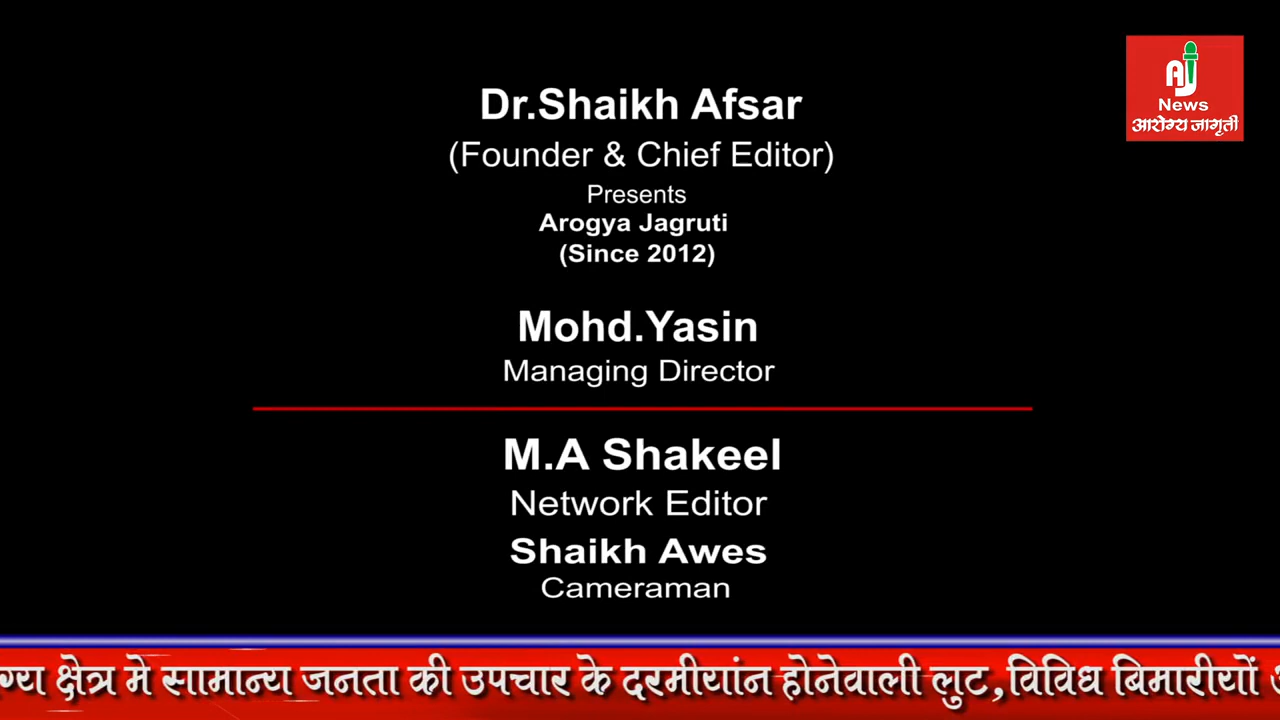 Dr.Shaikh Afsar
(Founder & Chief Editor)
Presents
Arogya Jagruti
(Since 2012)
Mohd.Yasin
Managing Director
M.A Shakeel
Network Editor
Shaikh Awes
Cameraman
AJ
News
आरोग्य जागृती
क्षेत्र मे सामान्य जनता की उपचार के दरमीयांन होनेवाली लुट,विविध बिमारीयों